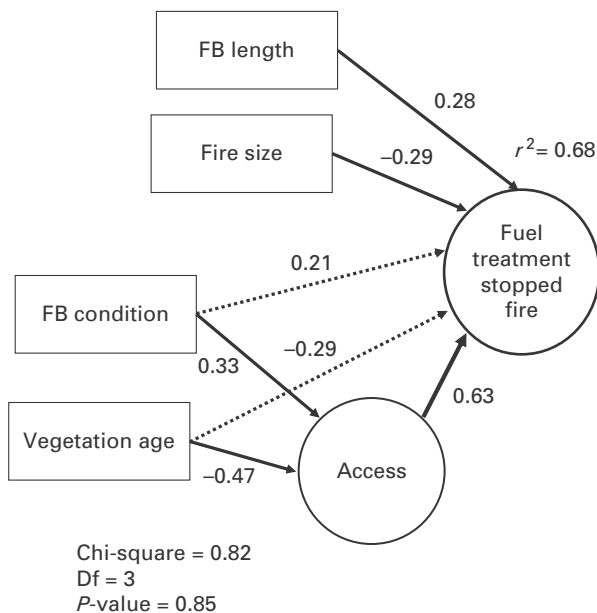 FB length
0.28
Fire size
–0.29
r² = 0.68
Fuel
treatment
stopped
fire
0.21
FB condition
–0.29
0.33
0.63
Vegetation age
–0.47
Access
Chi-square = 0.82
Df = 3
P-value = 0.85